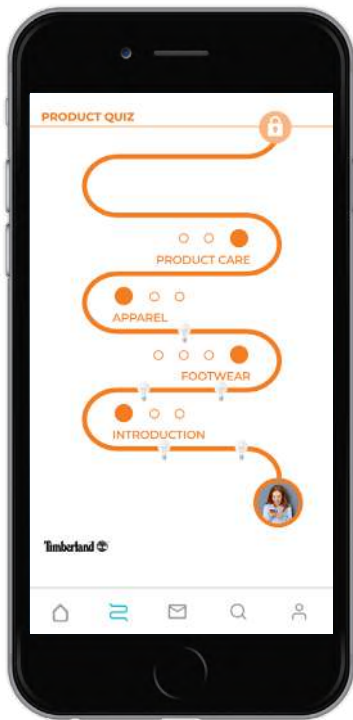 PRODUCT QUIZ
PRODUCT CARE
APPAREL
FOOTWEAR
INTRODUCTION
Timberland